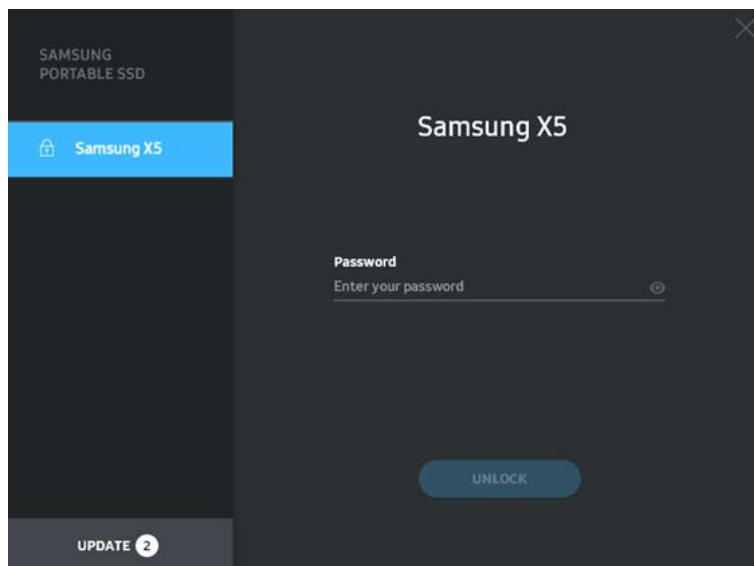 SAMSUNG
PORTABLE SSD
Samsung X5
Samsung X5
Password
Enter your password
UNLOCK
UPDATE 2